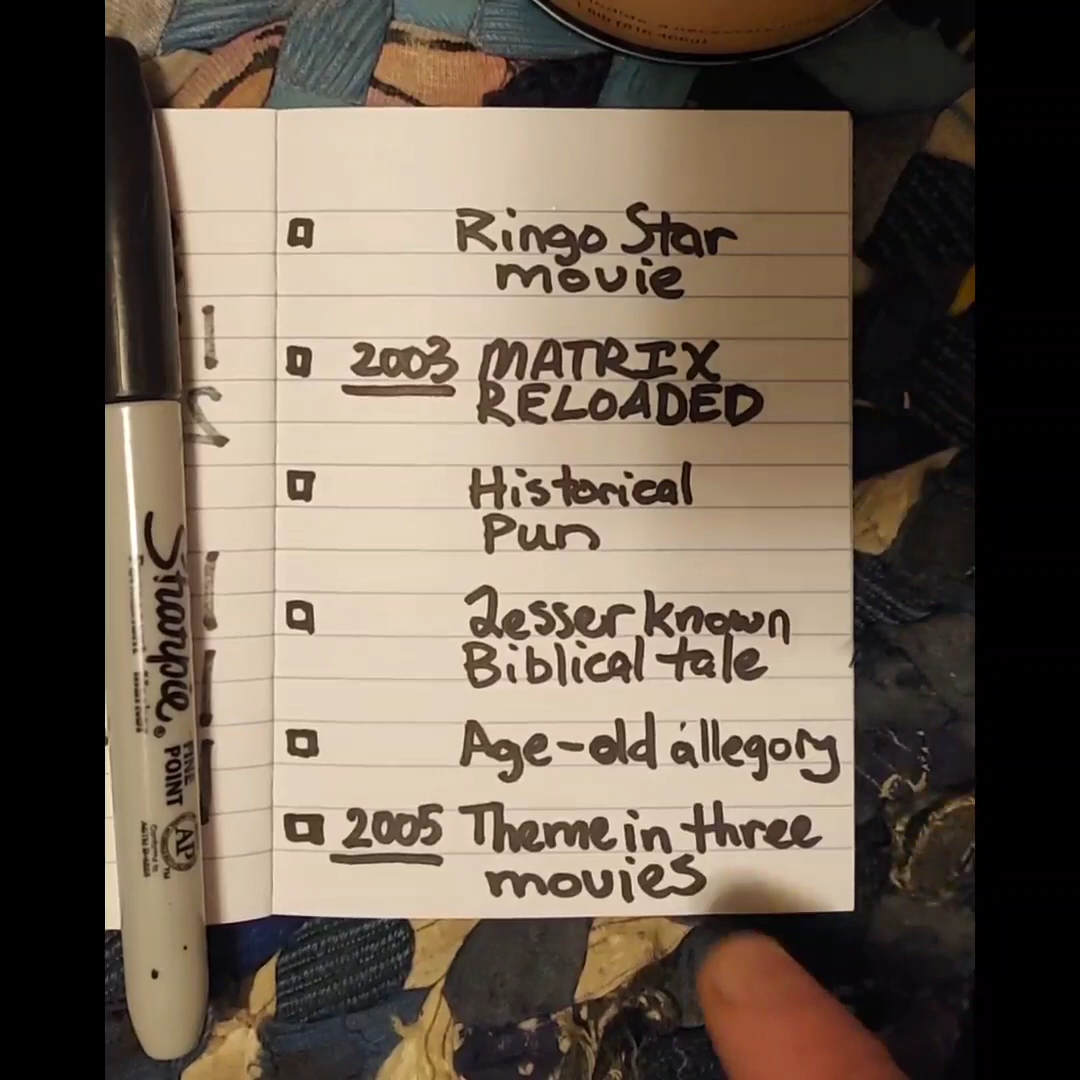 Ringo Star
movie
2003 MATRIX
RELOADED
Historical
Pun
Lesser known
Biblical tale
Age-old allegory
2005 Theme in three
movies
Sharpie.
FINE
POINT
AP